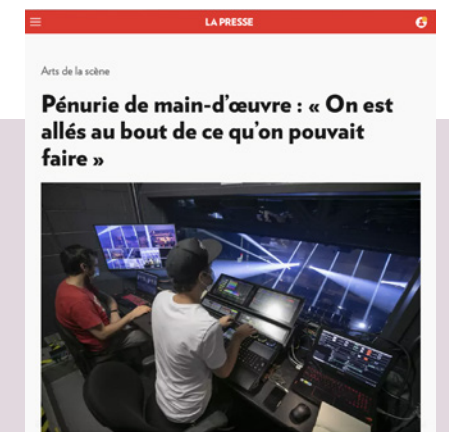 LA PRESSE
Arts de la scène
Pénurie de main-d’œuvre : « On est
allés au bout de ce qu’on pouvait
faire »